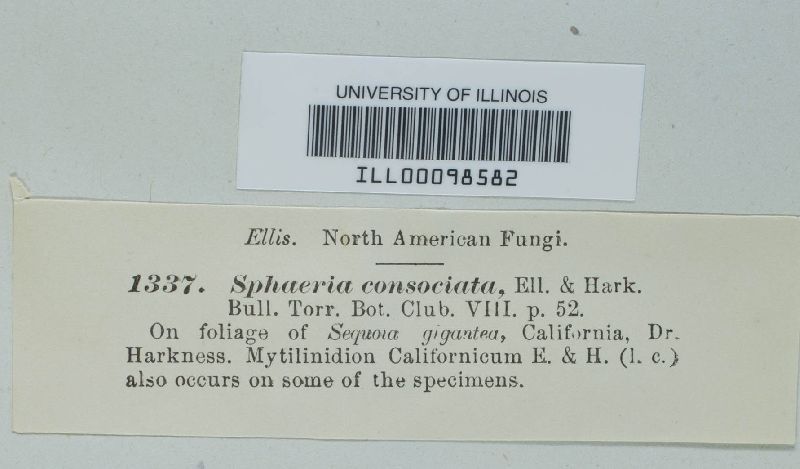 UNIVERSITY OF ILLINOIS
ILL00098582
Ellis. North American Fungi.
1337. Sphaeria consociata, Ell. & Hark.
Bull. Torr. Bot. Club. VIII. p. 52.
On foliage of Sequoia gigantea, California, Dr.
Harkness. Mytilinidion Californicum E. & H. (l. c.)
also occurs on some of the specimens.